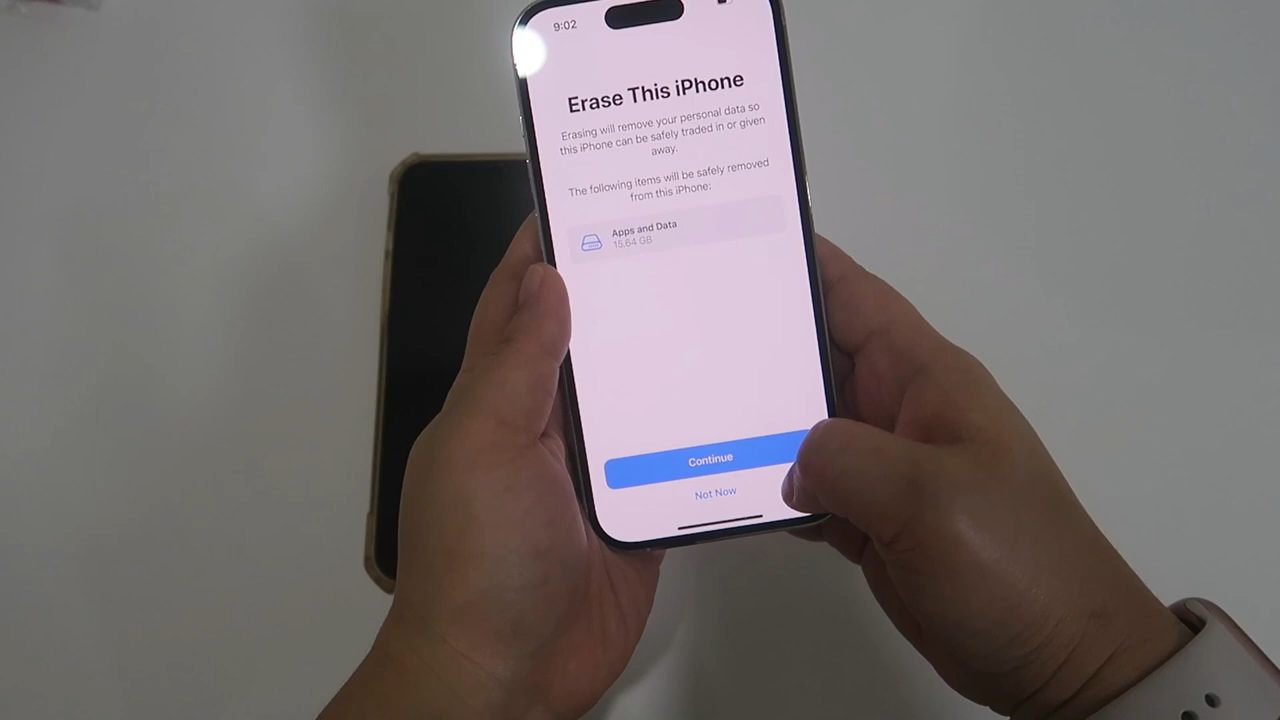 9:02
Erase This iPhone
Erasing will remove your personal data so
this iPhone can be safely traded in or given
away.
The following items will be safely removed
from this iPhone:
Apps and Data
15.64 GB
Continue
Not Now